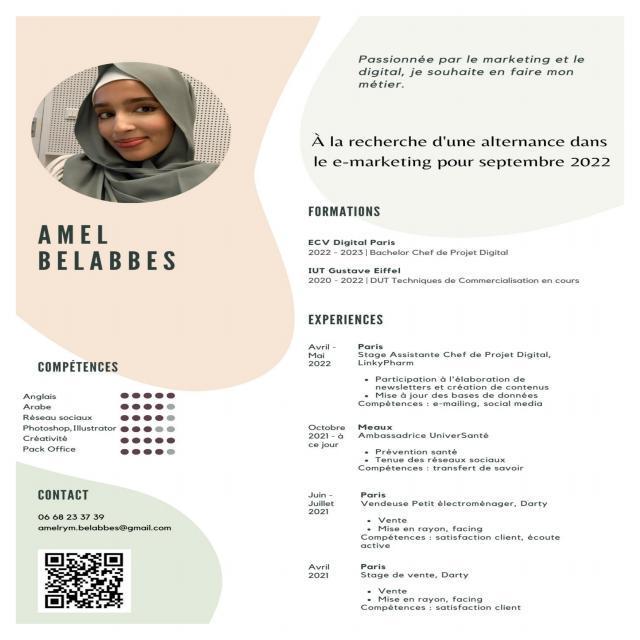 Passionnée par le marketing et le
digital, je souhaite en faire mon
métier.
À la recherche d'une alternance dans
le e-marketing pour septembre 2022
AMEL
BELABBES
COMPÉTENCES
Anglais
Arabe
Réseau sociaux
Photoshop,Illustrator
Créativité
Pack Office
CONTACT
06 68 23 37 39
amelrym.belabbes@gmail.com
FORMATIONS
ECV Digital Paris
2022 - 2023 | Bachelor Chef de Projet Digital
IUT Gustave Eiffel
2020 - 2022 | DUT Techniques de Commercialisation en cours
EXPERIENCES
Avril -
Mai
2022
Paris
Stage Assistante Chef de Projet Digital,
LinkyPharm
• Participation à l'élaboration de
newsletters et création de contenus
• Mise à jour des bases de données
Compétences : e-mailing, social media
Octobre
2021 - à
ce jour
Meaux
Ambassadrice UniverSanté
• Prévention santé
• Tenue des réseaux sociaux
Compétences : transfert de savoir
Juin -
Juillet
2021
Paris
Vendeuse Petit électroménager, Darty
• Vente
• Mise en rayon, facing
Compétences : satisfaction client, écoute
active
Avril
2021
Paris
Stage de vente, Darty
• Vente
• Mise en rayon, facing
Compétences : satisfaction client